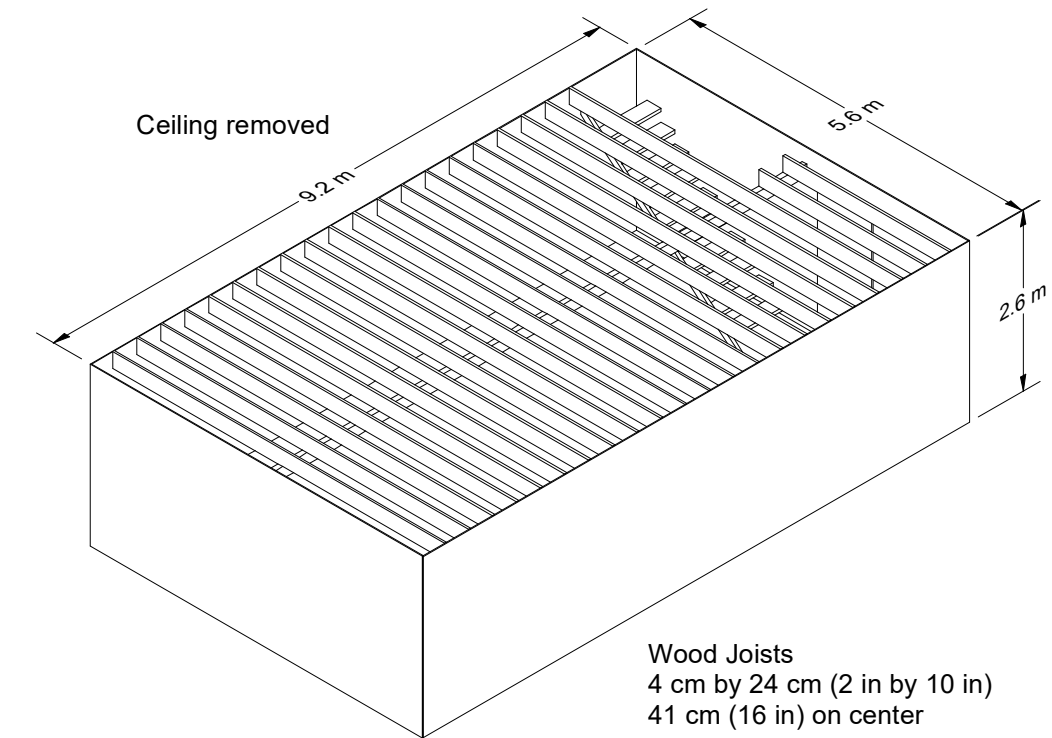 Ceiling removed
9.2 m
5.6 m
2.6 m
Wood Joists
4 cm by 24 cm (2 in by 10 in)
41 cm (16 in) on center